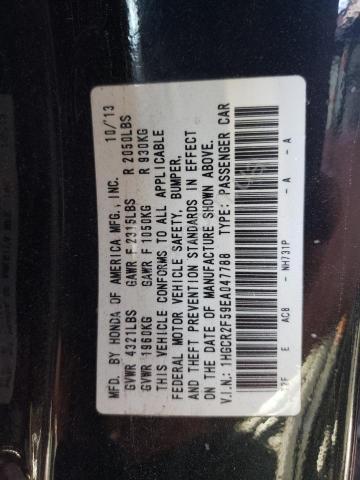 MFD. BY HONDA OF AMERICA MFG., INC. 10/13
GVWR 4321LBS GAWR F 2315LBS R 2050LBS
GVWR 1960KG GAWR F 1050KG R 930KG
THIS VEHICLE CONFORMS TO ALL APPLICABLE
FEDERAL MOTOR VEHICLE SAFETY, BUMPER,
AND THEFT PREVENTION STANDARDS IN EFFECT
ON THE DATE OF MANUFACTURE SHOWN ABOVE.
V.I.N.: 1HGCR2F59EA047788 TYPE: PASSENGER CAR
E AC8 - NH731P - A - A